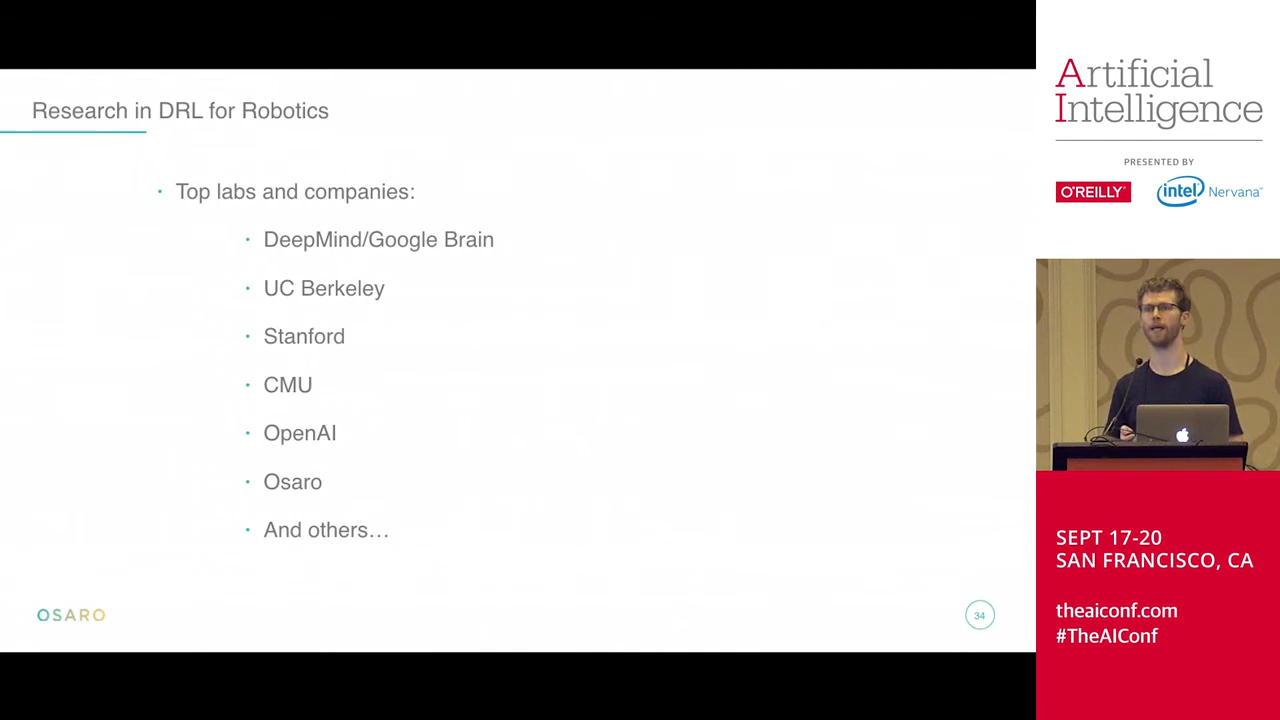 Research in DRL for Robotics
· Top labs and companies:
· DeepMind/Google Brain
· UC Berkeley
· Stanford
· CMU
· OpenAI
· Osaro
· And others…
OSARO
34
Artificial
Intelligence
PRESENTED BY
O'REILLY®
intel Nervana™
SEPT 17-20
SAN FRANCISCO, CA
theaiconf.com
#TheAIConf